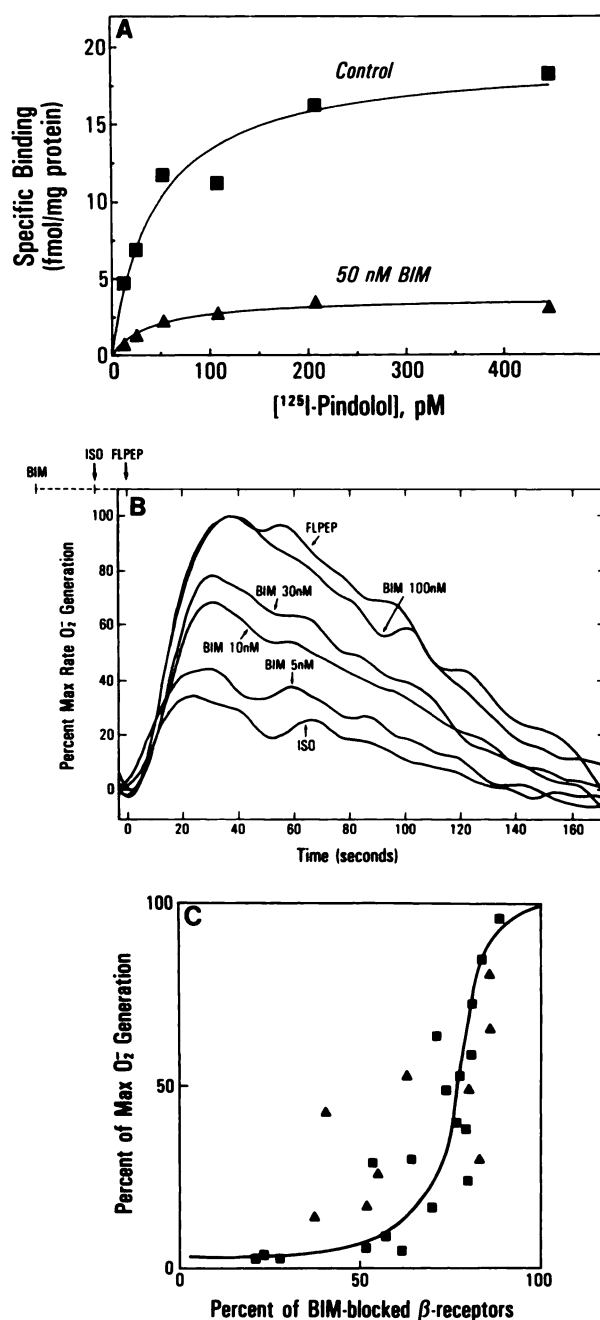 A
Control
50 nM BIM
Specific Binding
(fmol/mg protein)
20
15
10
5
0
0 100 200 300 400
[¹²⁵I-Pindolol], pM
BIM
ISO FLPEP
B
FLPEP
BIM 30nM
BIM 100nM
BIM 10nM
BIM 5nM
ISO
Percent Max Rate O₂⁻ Generation
100
80
60
40
20
0
0 20 40 60 80 100 120 140 160
Time (seconds)
C
Percent of Max O₂⁻ Generation
100
50
0
0 50 100
Percent of BIM-blocked β-receptors